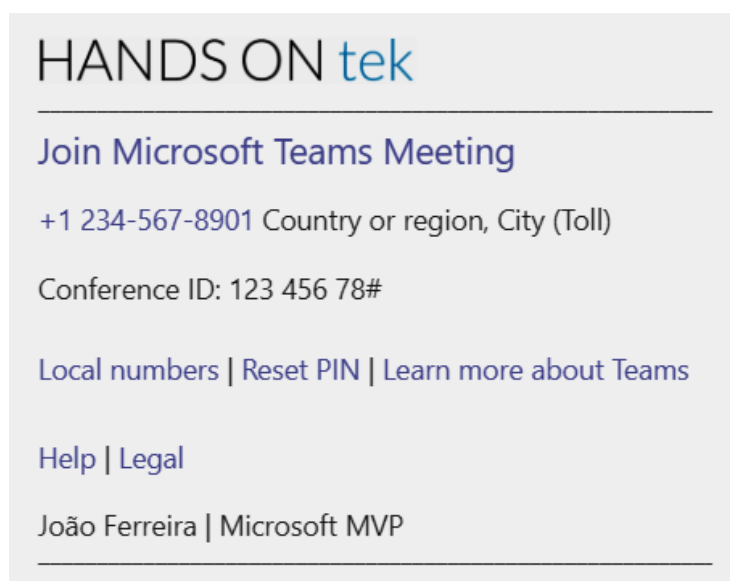 HANDS ON tek
Join Microsoft Teams Meeting
+1 234-567-8901 Country or region, City (Toll)
Conference ID: 123 456 78#
Local numbers | Reset PIN | Learn more about Teams
Help | Legal
João Ferreira | Microsoft MVP